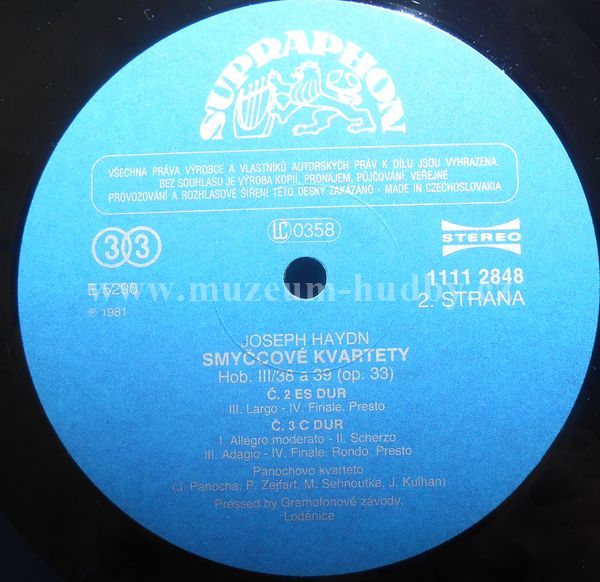 SUPRAPHON
VŠECHNA PRÁVA VÝROBCE A VLASTNÍKŮ AUTORSKÝCH PRÁV K DÍLU JSOU VYHRAZENA,
BEZ SOUHLASU JE VÝROBA KOPIÍ, PRONÁJEM, PŮJČOVÁNÍ, VEŘEJNÉ
PROVOZOVÁNÍ A ROZHLASOVÉ ŠÍŘENÍ TÉTO DESKY ZAKÁZÁNO · MADE IN CZECHOSLOVAKIA
33
LC 0358
STEREO
E 5290
1111 2848
℗ 1981
2. STRANA
JOSEPH HAYDN
SMYČCOVÉ KVARTETY
Hob. III/38 a 39 (op. 33)
Č. 2 ES DUR
III. Largo - IV. Finale. Presto
Č. 3 C DUR
I. Allegro moderato - II. Scherzo
III. Adagio - IV. Finale. Rondo. Presto
Panochovo kvarteto
(J. Panocha, P. Zejfart, M. Sehnoutka, J. Kulhan)
Pressed by Gramofonové závody,
Loděnice